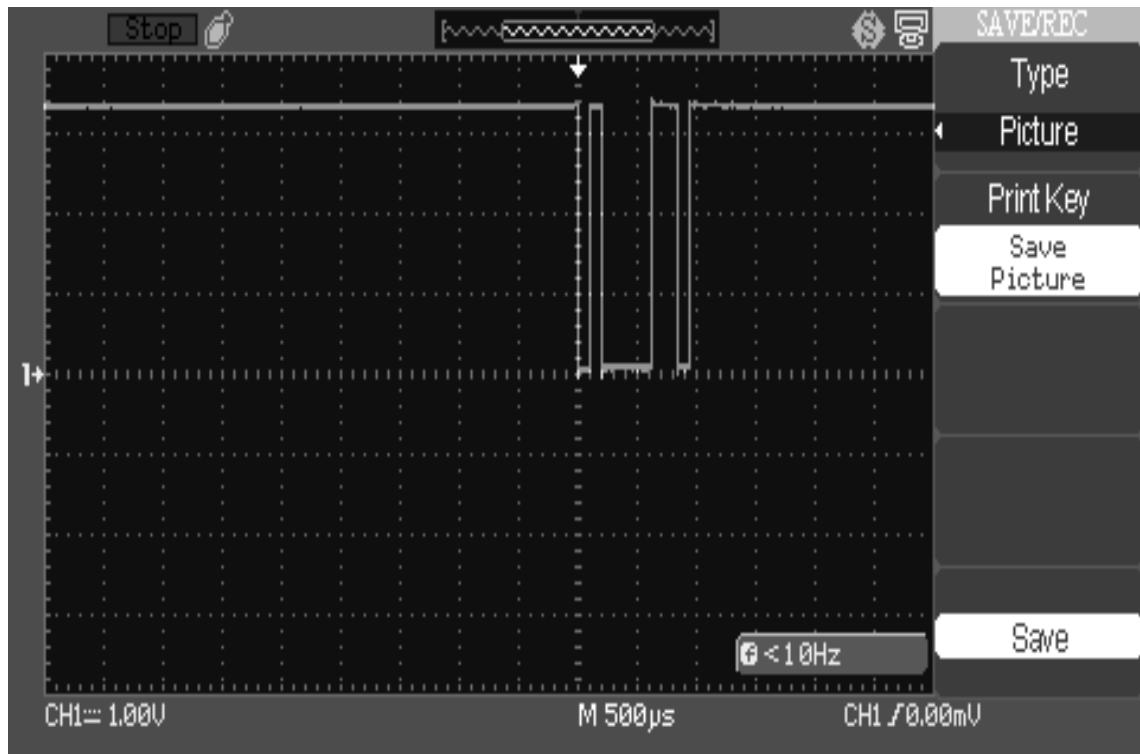 Stop
SAVE/REC
Type
Picture
Print Key
Save
Picture
1
f <10Hz
Save
CH1⎓ 1.00V
M 500µs
CH1 / 0.00mV